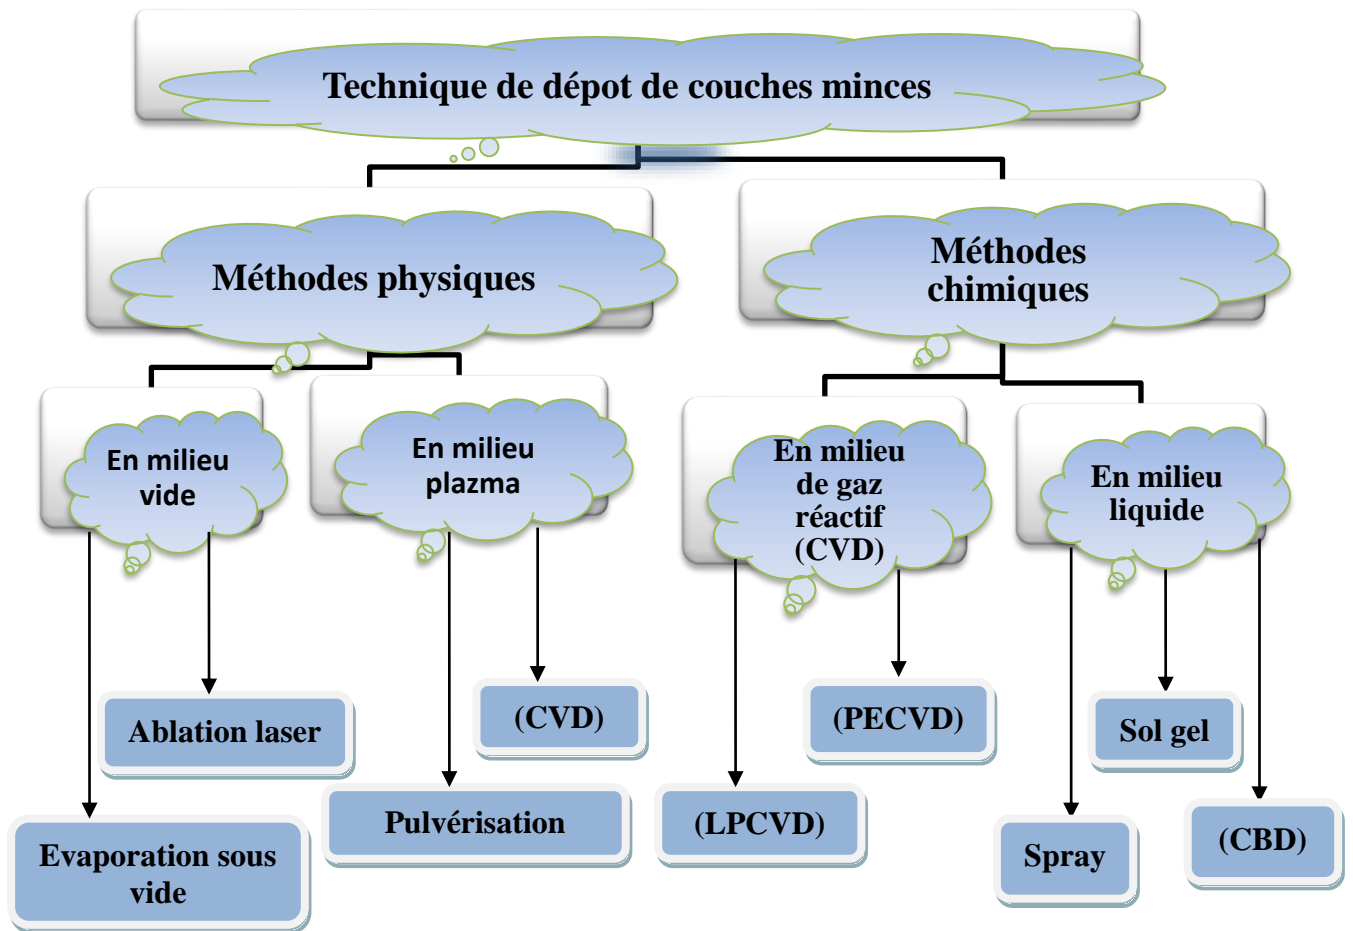 Technique de dépot de couches minces
Méthodes physiques
Méthodes
chimiques
En milieu
vide
En milieu
plazma
En milieu
de gaz
réactif
(CVD)
En milieu
liquide
Ablation laser
(CVD)
(PECVD)
Sol gel
Evaporation sous
vide
Pulvérisation
(LPCVD)
Spray
(CBD)